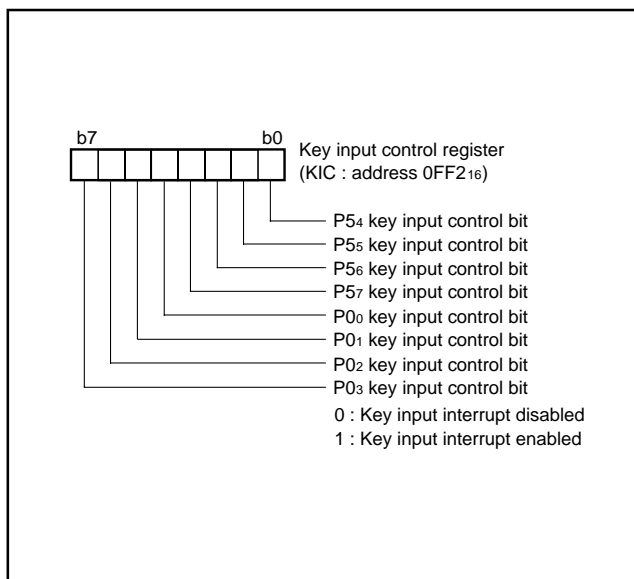 b7 b0
Key input control register
(KIC : address 0FF216)
P54 key input control bit
P55 key input control bit
P56 key input control bit
P57 key input control bit
P00 key input control bit
P01 key input control bit
P02 key input control bit
P03 key input control bit
0 : Key input interrupt disabled
1 : Key input interrupt enabled